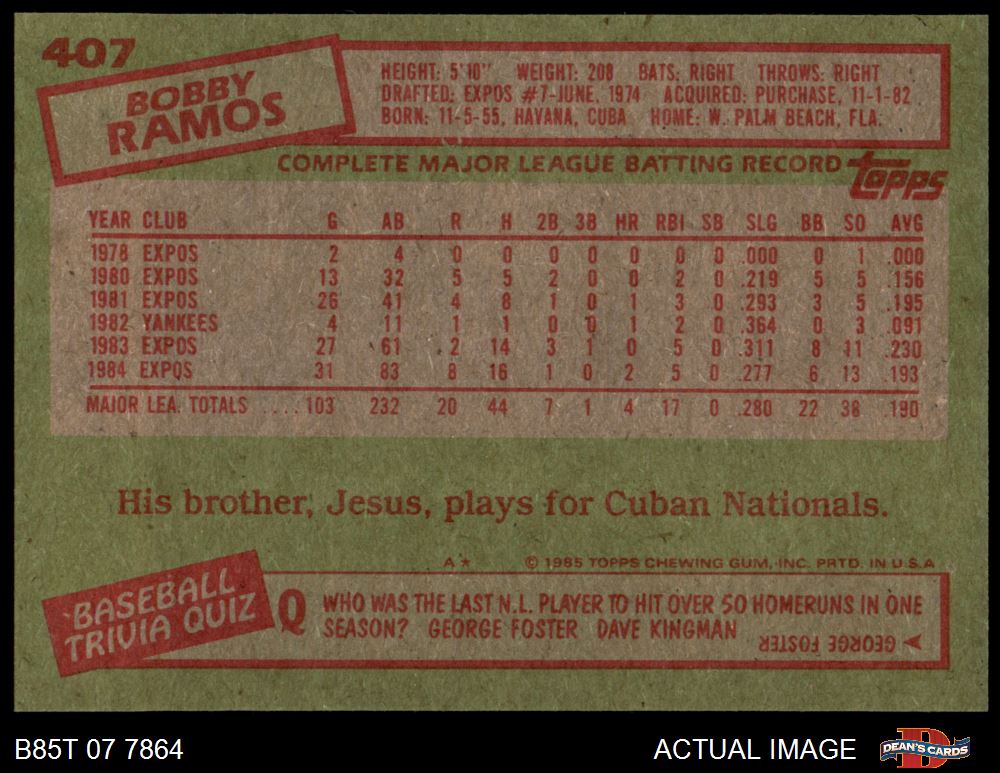 407
BOBBY
RAMOS
HEIGHT: 5'10" WEIGHT: 208 BATS: RIGHT THROWS: RIGHT
DRAFTED: EXPOS #7-JUNE, 1974 ACQUIRED: PURCHASE, 11-1-82
BORN: 11-5-55, HAVANA, CUBA HOME: W. PALM BEACH, FLA.
COMPLETE MAJOR LEAGUE BATTING RECORD topps
YEAR CLUB G AB R H 2B 3B HR RBI SB SLG BB SO AVG
1978 EXPOS 2 4 0 0 0 0 0 0 0 .000 0 1 .000
1980 EXPOS 13 32 5 5 2 0 0 2 0 .219 5 5 .156
1981 EXPOS 26 41 4 8 1 0 1 3 0 .293 3 5 .195
1982 YANKEES 4 11 1 1 0 0 1 2 0 .364 0 3 .091
1983 EXPOS 27 61 2 14 3 1 0 5 0 .311 8 11 .230
1984 EXPOS 31 83 8 16 1 0 2 5 0 .277 6 13 .193
MAJOR LEA. TOTALS .... 103 232 20 44 7 1 4 17 0 .280 22 38 .190
His brother, Jesus, plays for Cuban Nationals.
A* © 1985 TOPPS CHEWING GUM, INC. PRTD. IN U.S.A
BASEBALL
TRIVIA QUIZ
Q WHO WAS THE LAST N.L. PLAYER TO HIT OVER 50 HOMERUNS IN ONE
SEASON? GEORGE FOSTER DAVE KINGMAN
GEORGE FOSTER
B85T 07 7864
ACTUAL IMAGE
D
DEAN'S CARDS